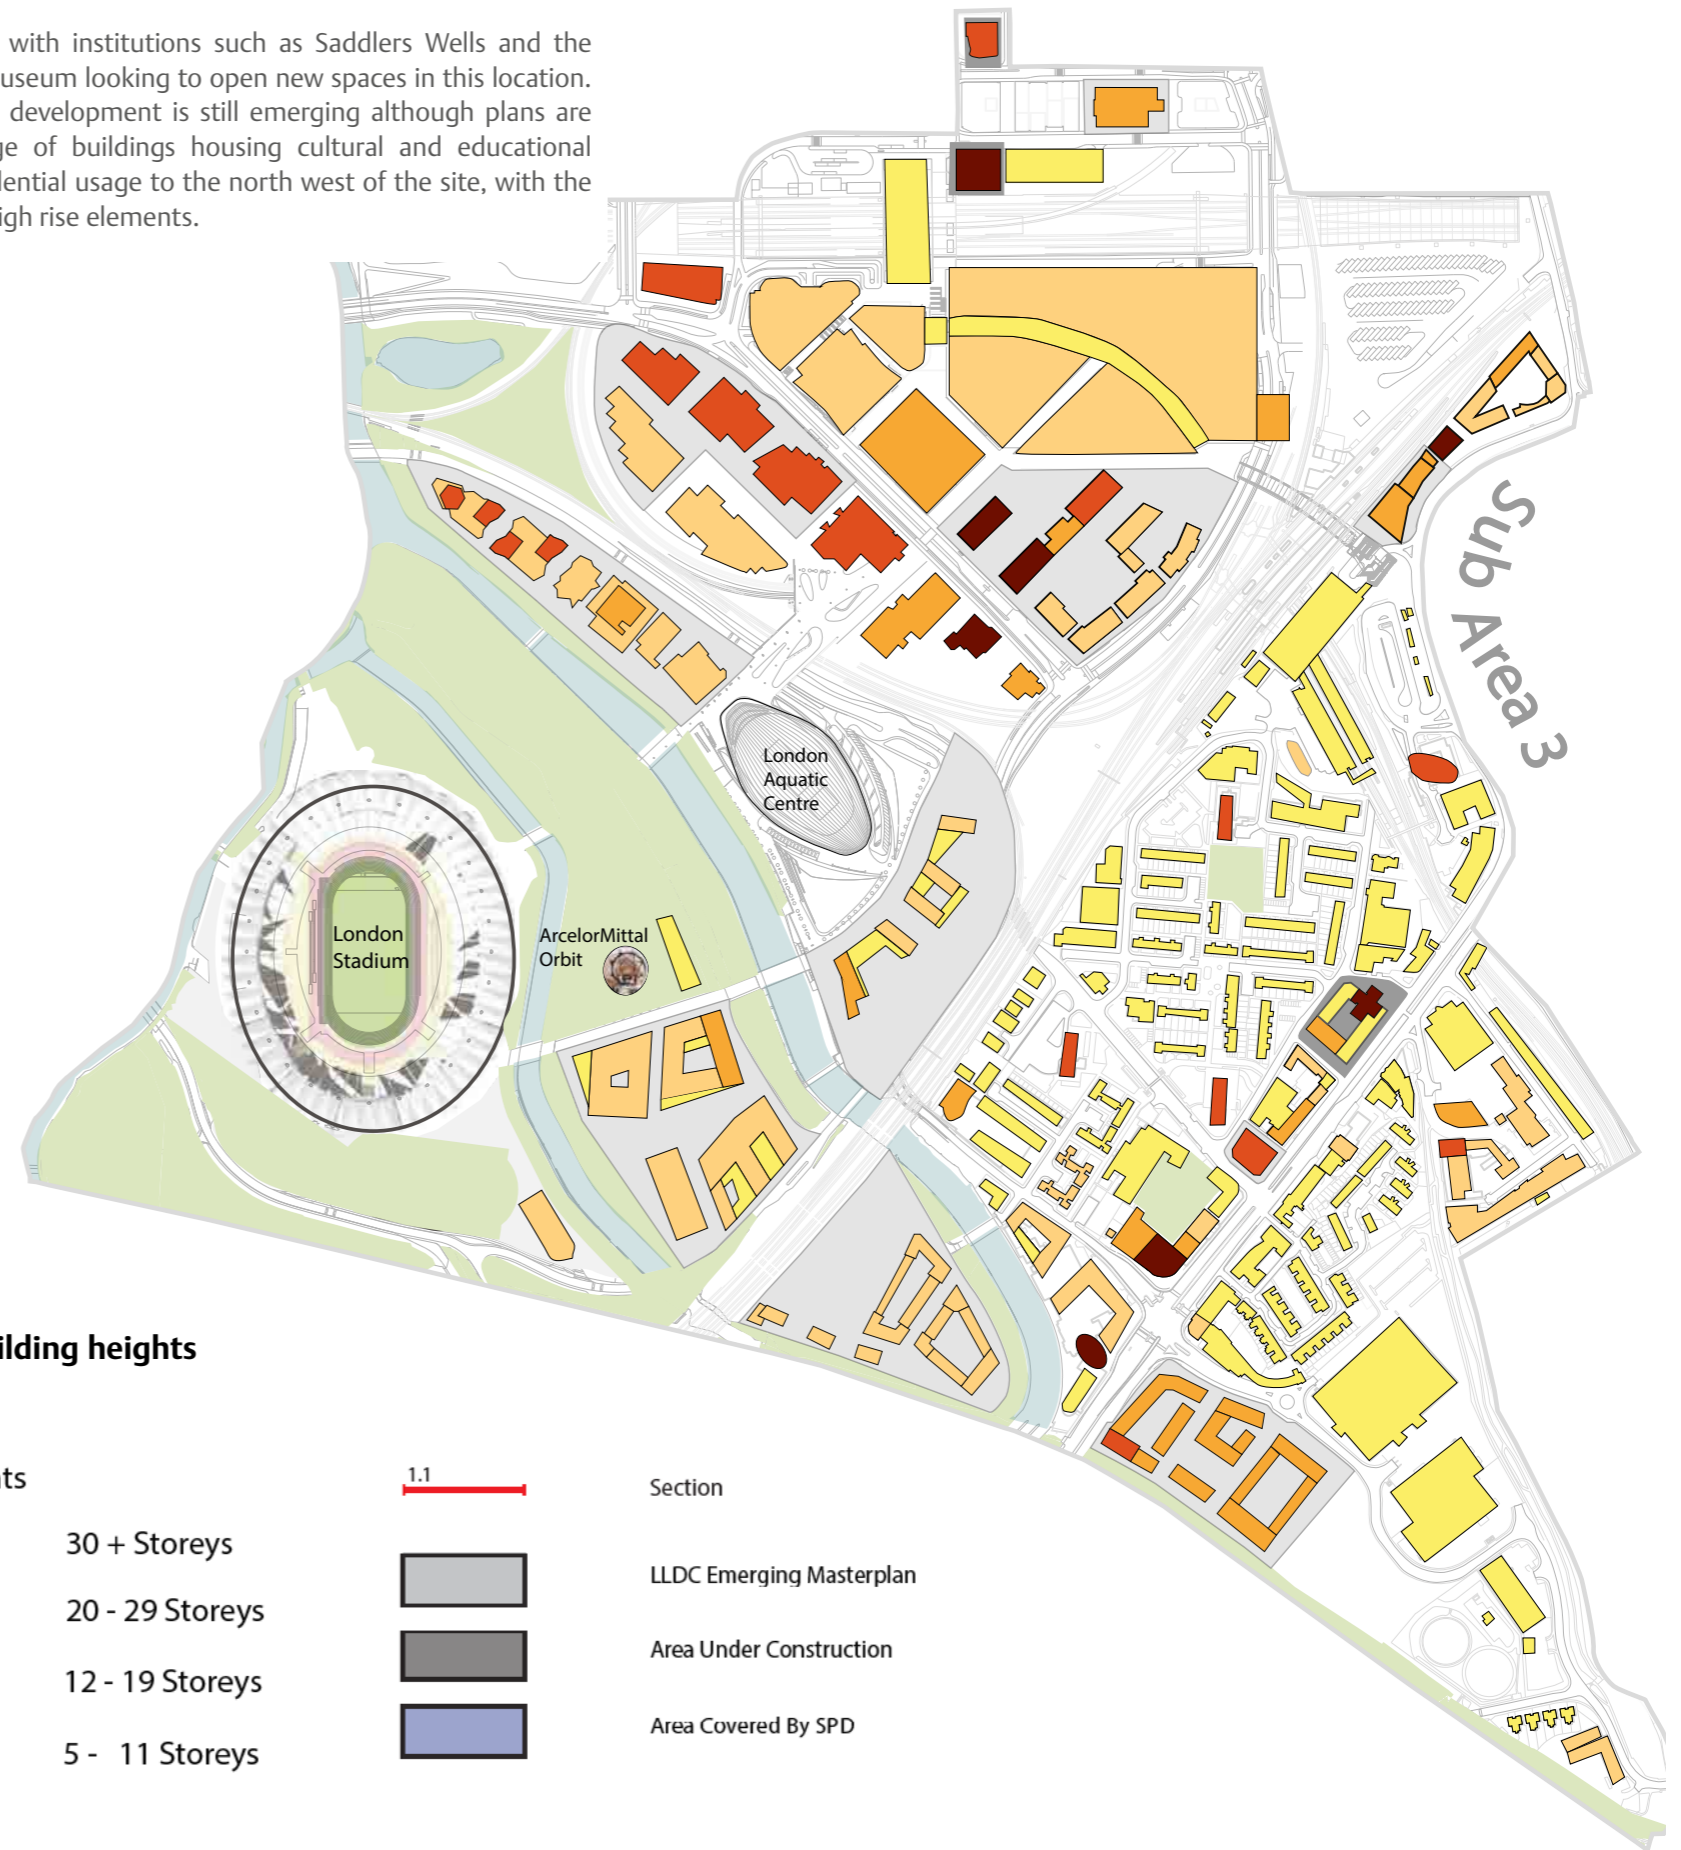 with institutions such as Saddlers Wells and the
useum looking to open new spaces in this location.
development is still emerging although plans are
ge of buildings housing cultural and educational
dential usage to the north west of the site, with the
igh rise elements.
Sub Area 3
London
Aquatic
Centre
London
Stadium
ArcelorMittal
Orbit
ilding heights
ts
30 + Storeys
20 - 29 Storeys
12 - 19 Storeys
5 - 11 Storeys
1.1
Section
LLDC Emerging Masterplan
Area Under Construction
Area Covered By SPD